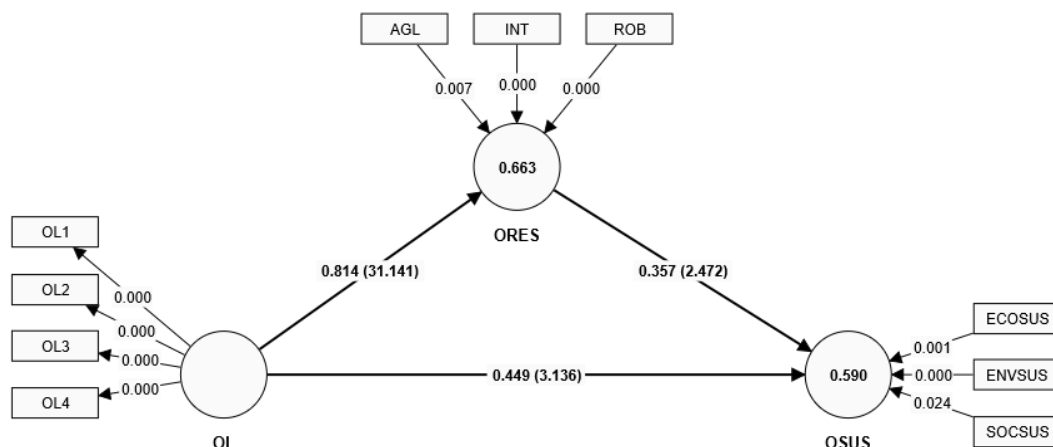 AGL INT ROB
0.007 0.000 0.000
0.663
ORES
OL1
OL2
OL3
OL4
0.000
0.000
0.000
0.000
0.814 (31.141)
0.357 (2.472)
0.449 (3.136)
OL
0.590
OSUS
ECOSUS
ENVSUS
SOCSUS
0.001
0.000
0.024